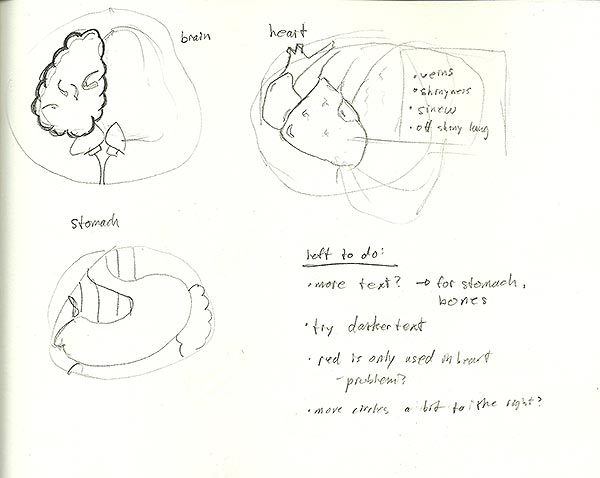 brain
heart
• veins
• shinyness
• sinew
• off shiny lung
stomach
left to do:
• more text? → for stomach,
bones
• try darker text
• red is only used in heart
- problem?
• move circles a bit to the right?